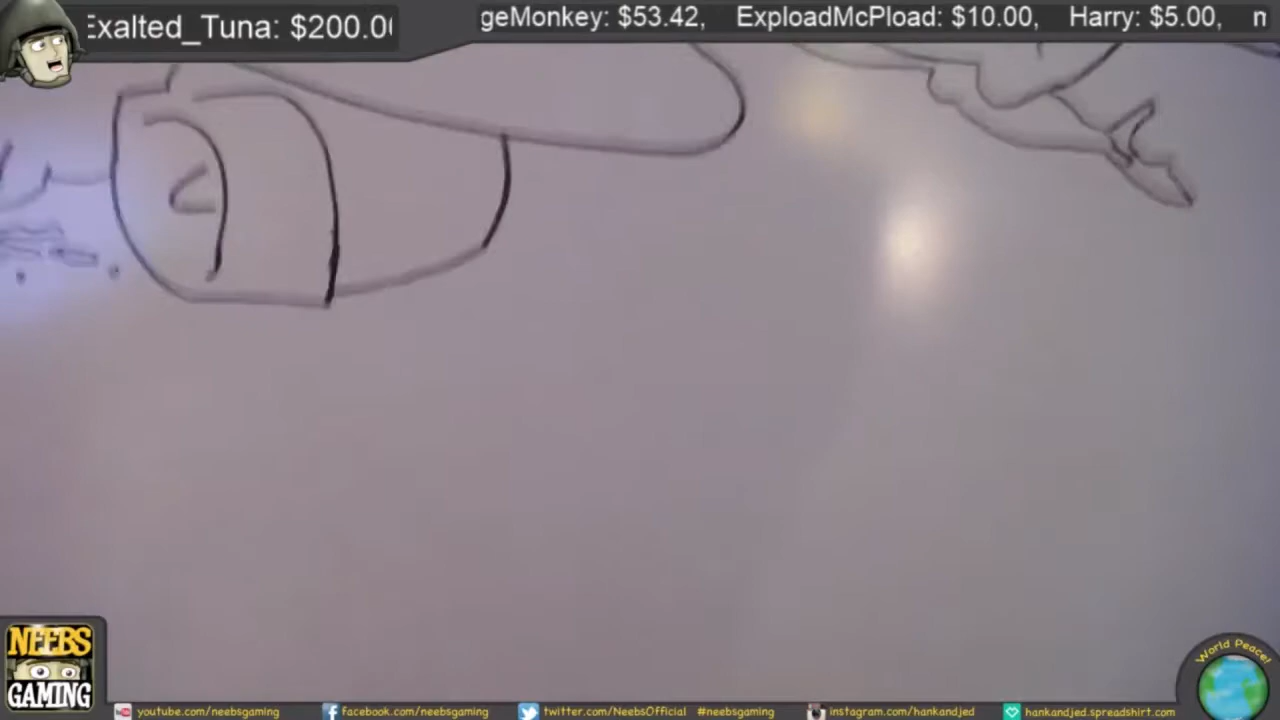 Exalted_Tuna: $200.0
geMonkey: $53.42, ExploadMcPload: $10.00, Harry: $5.00, n
World Peace!
NEEBS
GAMING
youtube.com/neebsgaming facebook.com/neebsgaming twitter.com/NeebsOfficial #neebsgaming instagram.com/hankandjed hankandjed.spreadshirt.com